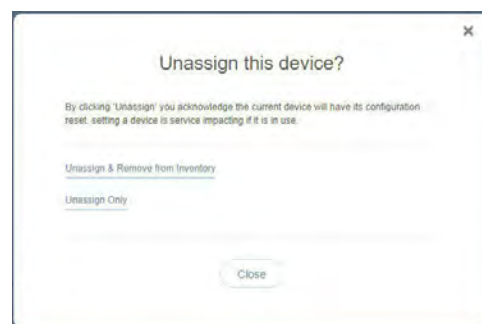 Unassign this device?
By clicking 'Unassign' you acknowledge the current device will have its configuration
reset. setting a device is service impacting if it is in use.
Unassign & Remove from Inventory
Unassign Only
Close